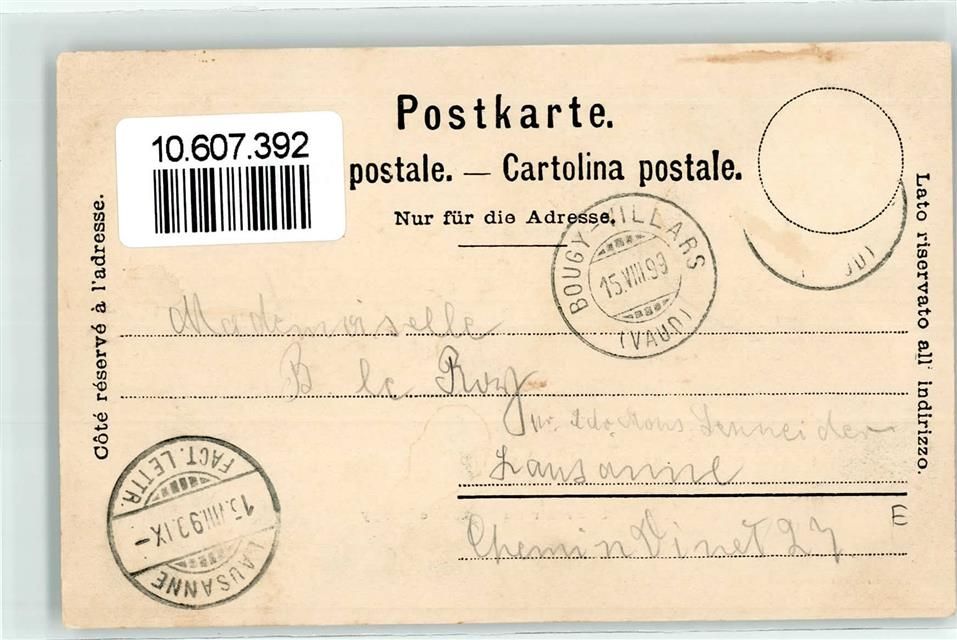 10.607.392
Postkarte.
postale. — Cartolina postale.
Nur für die Adresse.
Côté réservé à l'adresse.
Lato riservato all' indirizzo.
BOUGY-VILLARS
15.VIII.99
(VAUD)
UD)
Mademoiselle
B le Roy
Lausanne
Chemin Vinet 27
E
FACT. LETTR.
15.VIII.99.IX-
LAUSANNE